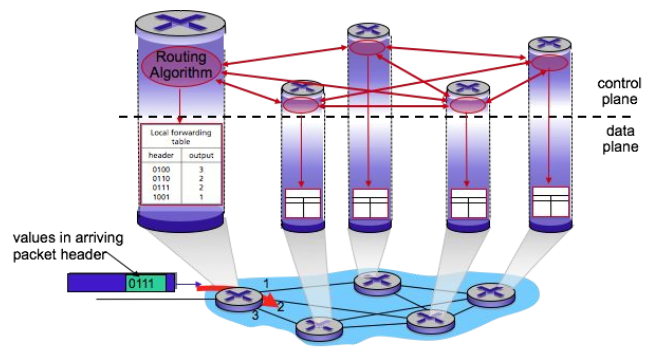 Routing
Algorithm
control
plane
data
plane
Local forwarding
table
header output
0100 3
0110 2
0111 2
1001 1
values in arriving
packet header
0111
1
2
3